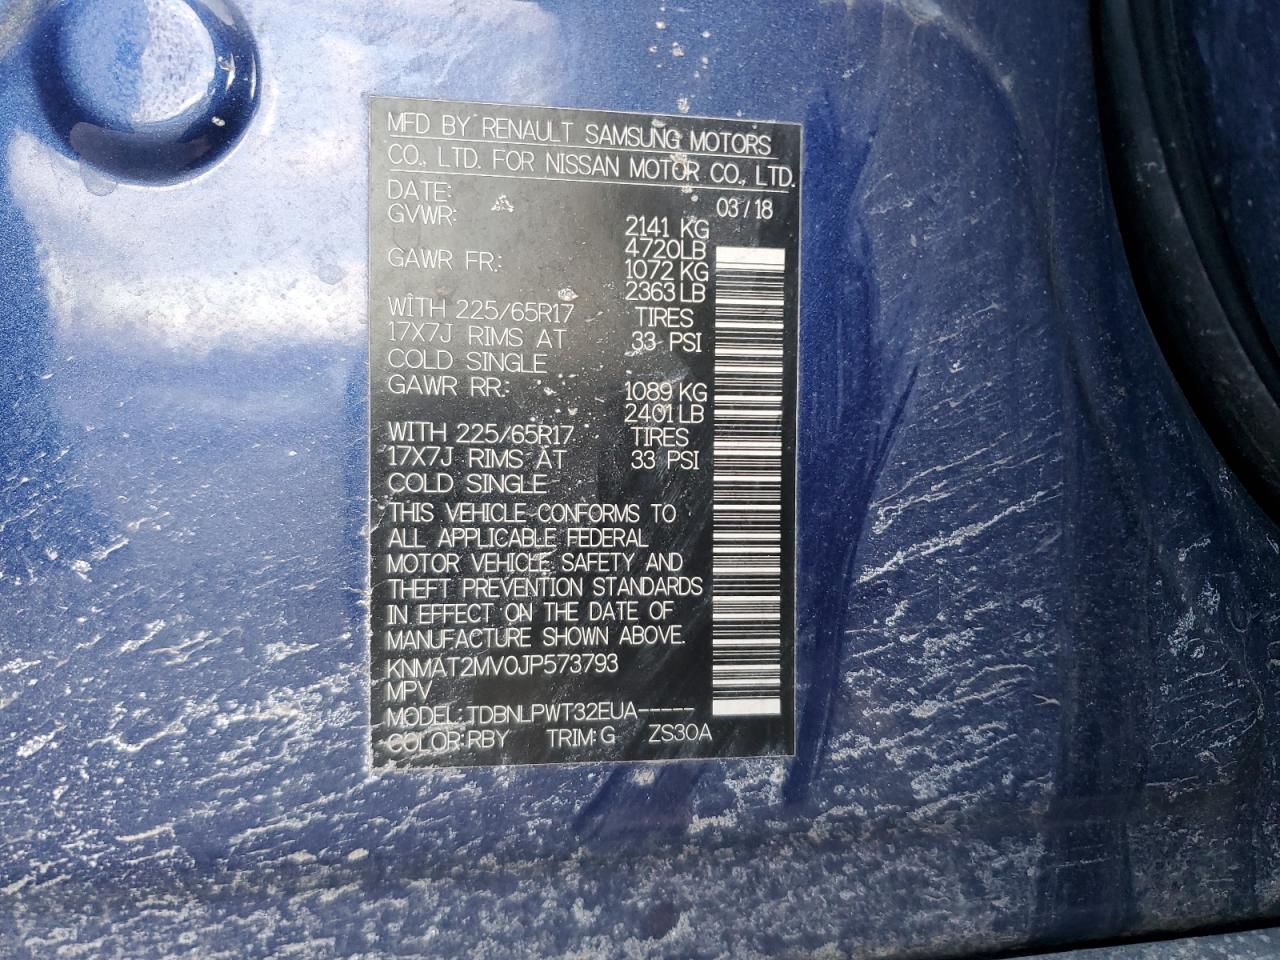 MFD BY RENAULT SAMSUNG MOTORS
CO., LTD. FOR NISSAN MOTOR CO., LTD.
DATE: 03/18
GVWR: 2141 KG
4720LB
GAWR FR: 1072 KG
2363LB
WITH 225/65R17 TIRES
17X7J RIMS AT 33 PSI
COLD SINGLE
GAWR RR: 1089 KG
2401LB
WITH 225/65R17 TIRES
17X7J RIMS AT 33 PSI
COLD SINGLE
THIS VEHICLE CONFORMS TO
ALL APPLICABLE FEDERAL
MOTOR VEHICLE SAFETY AND
THEFT PREVENTION STANDARDS
IN EFFECT ON THE DATE OF
MANUFACTURE SHOWN ABOVE.
KNMAT2MV0JP573793
MPV
MODEL:TDBNLPWT32EUA-----
COLOR:RBY TRIM:G ZS30A